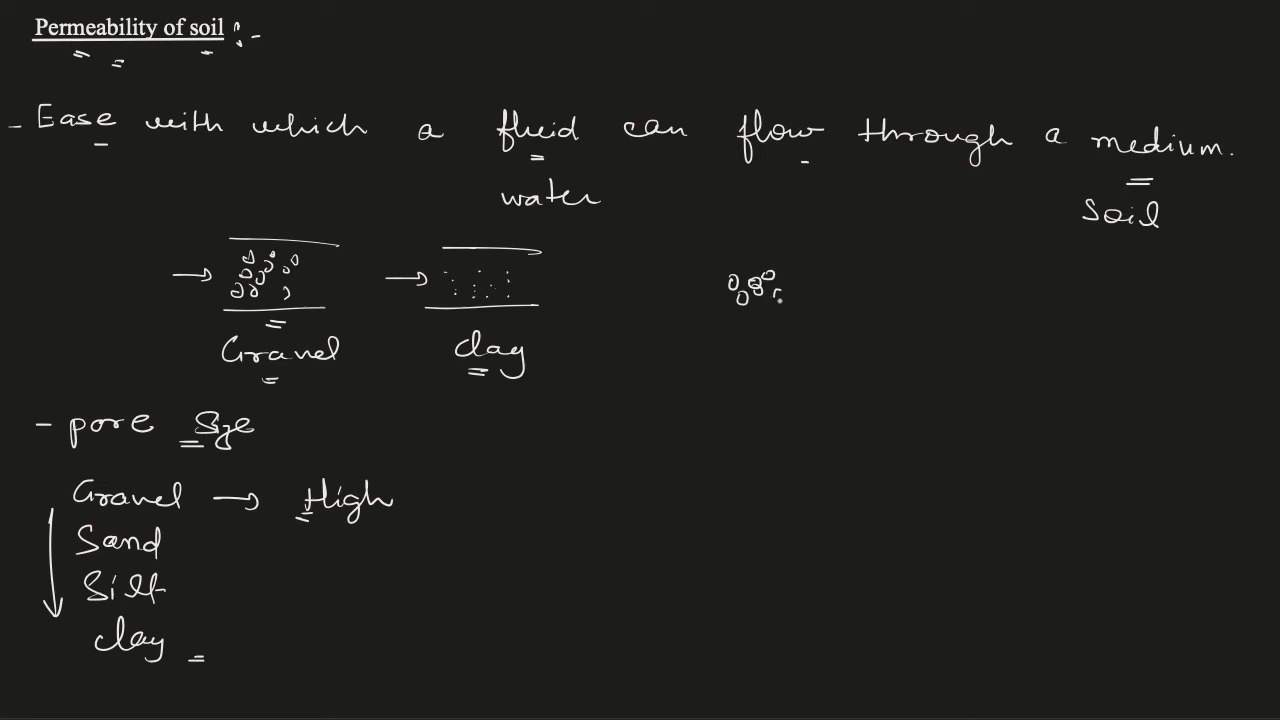 Permeability of soil :-
- Ease with which a fluid can flow through a medium.
water
Soil
Gravel clay
- pore size
Gravel → High
Sand
Silt
clay